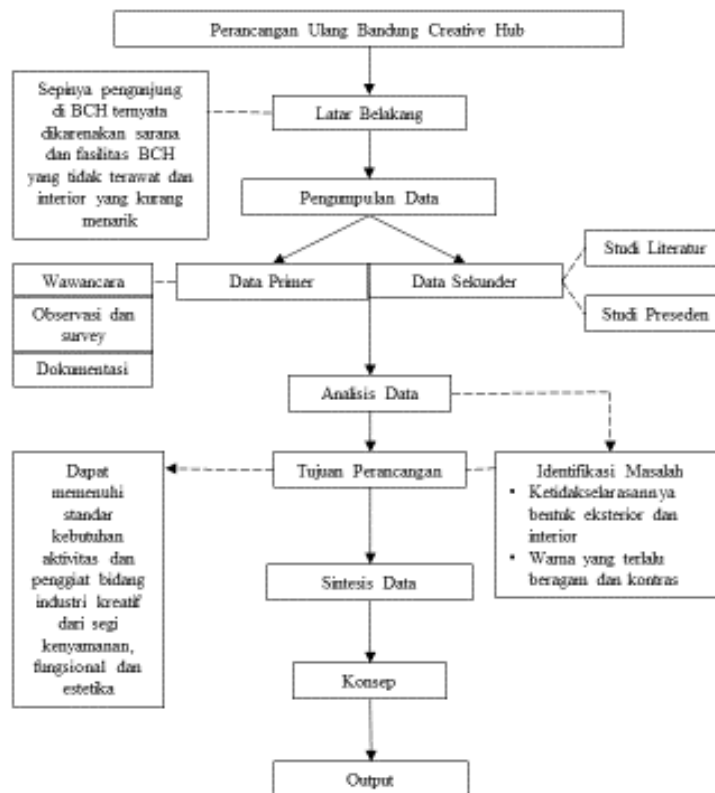 Perancangan Ulang Bandung Creative Hub
Sepinya pengunjung
di BCH ternyata
dikarenakan sarana
dan fasilitas BCH
yang tidak terawat dan
interior yang kurang
menarik
Latar Belakang
Pengumpulan Data
Studi Literatur
Wawancara
Data Primer
Data Sekunder
Observasi dan
survey
Studi Preseden
Dokumentasi
Analisis Data
Dapat
memenuhi
standar
kebutuhan
aktivitas dan
penggiat bidang
industri kreatif
dari segi
kenyamanan,
fungsional dan
estetika
Tujuan Perancangan
Identifikasi Masalah
• Ketidakselarasannya
bentuk eksterior dan
interior
• Warna yang terlalu
beragam dan kontras
Sintesis Data
Konsep
Output